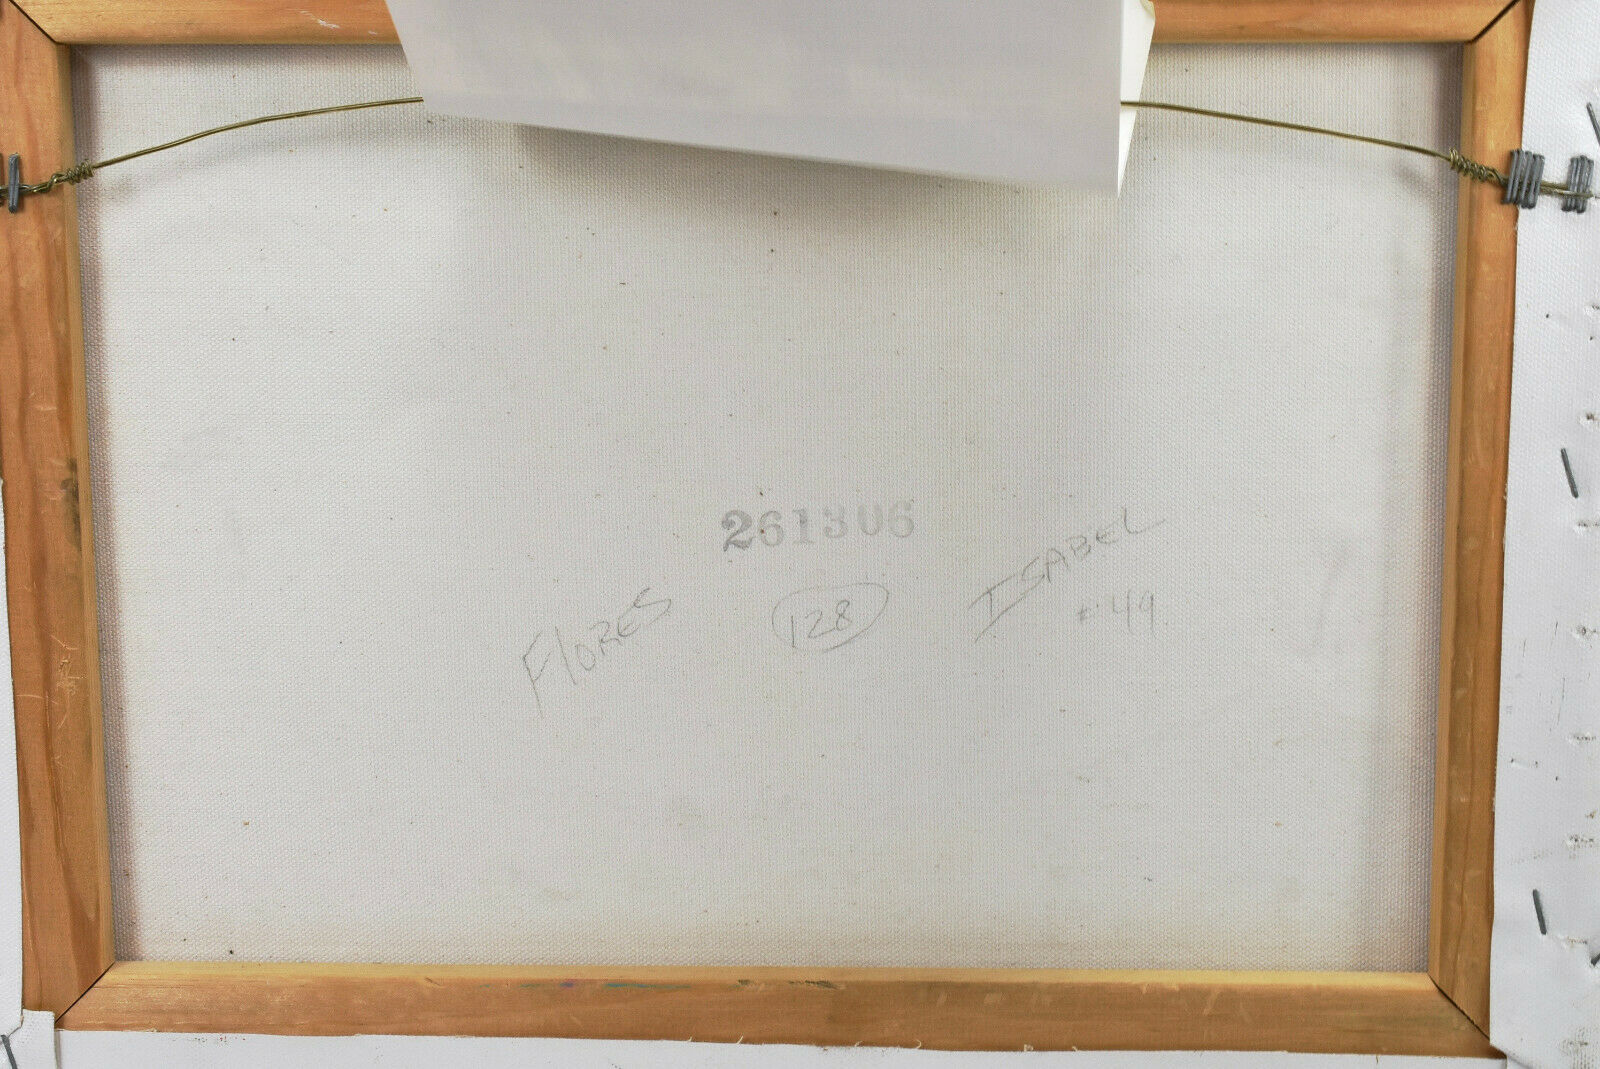 261306
FlORES
128
ISABEL
#49